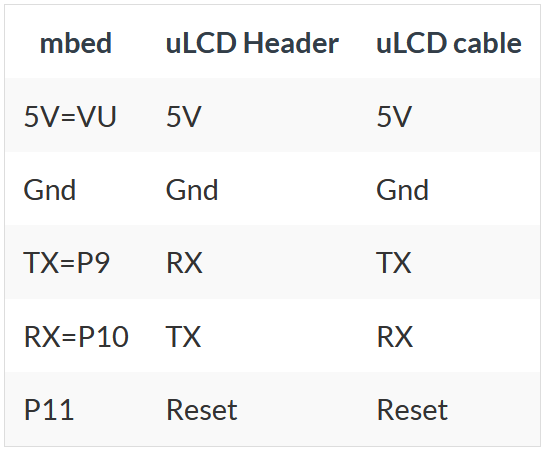 mbed uLCD Header uLCD cable
5V=VU 5V 5V
Gnd Gnd Gnd
TX=P9 RX TX
RX=P10 TX RX
P11 Reset Reset